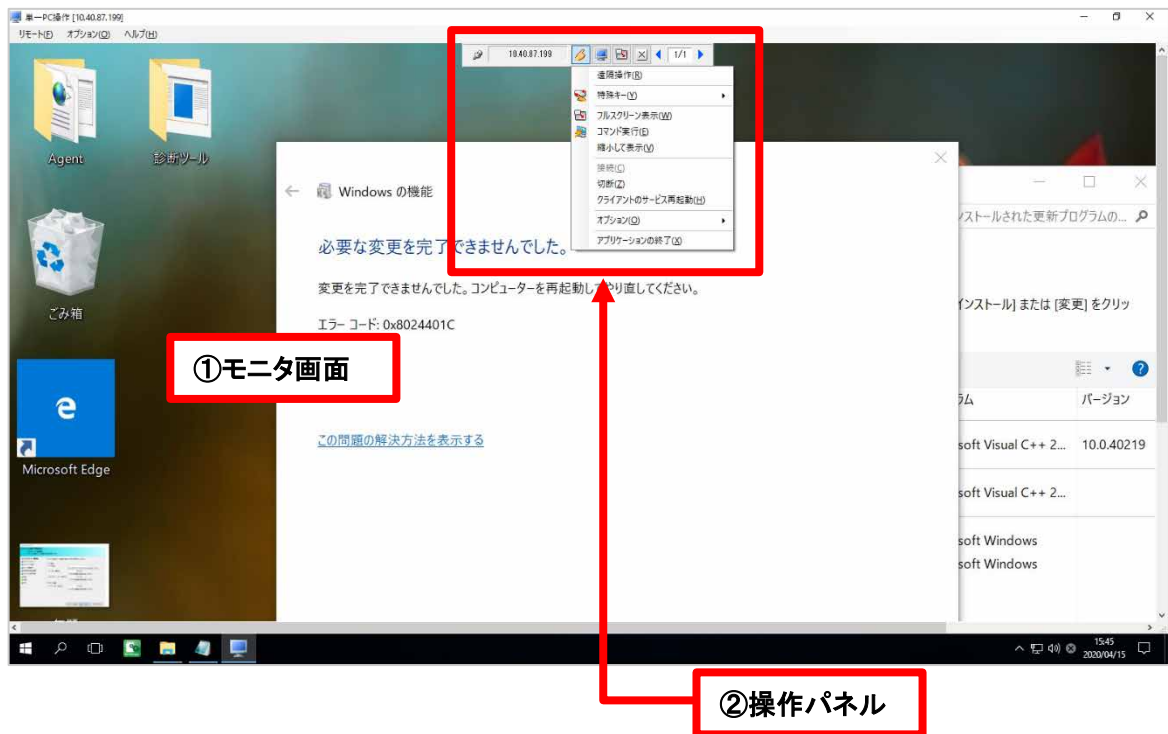 単一PC操作 [10.40.87.199]
リモート(F) オプション(O) ヘルプ(H)
10.40.87.199
1/1
遠隔操作(R)
特殊キー(Y)
フルスクリーン表示(W)
コマンド実行(E)
縮小して表示(V)
接続(C)
切断(Z)
クライアントのサービス再起動(H)
オプション(O)
アプリケーションの終了(X)
Agent
診断ツール
ごみ箱
Microsoft Edge
Windows の機能
必要な変更を完了できませんでした。
変更を完了できませんでした。コンピューターを再起動してやり直してください。
エラー コード: 0x8024401C
この問題の解決方法を表示する
①モニタ画面
ンストールされた更新プログラムの...
インストール] または [変更] をクリッ
ラム バージョン
soft Visual C++ 2... 10.0.40219
soft Visual C++ 2...
soft Windows
soft Windows
15:45
2020/04/15
②操作パネル